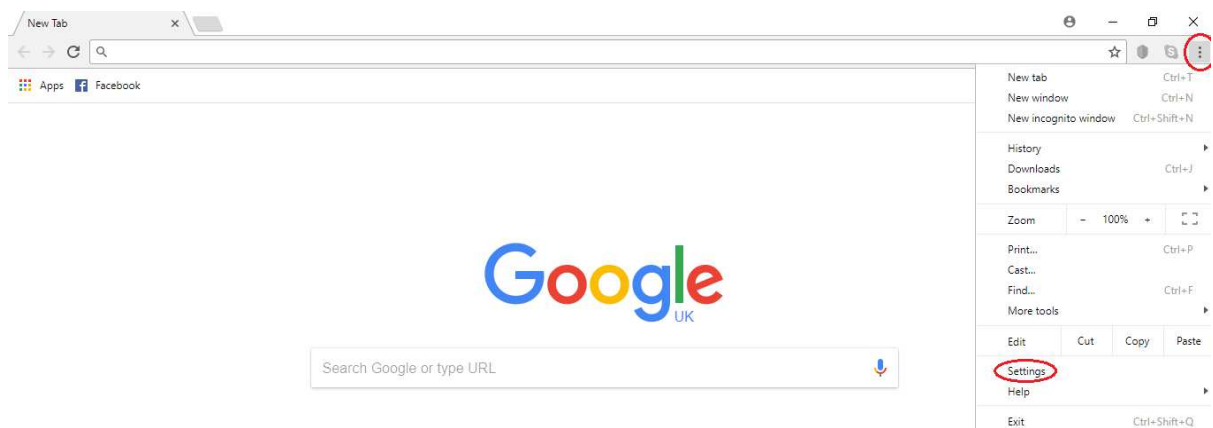 New Tab
Apps Facebook
New tab Ctrl+T
New window Ctrl+N
New incognito window Ctrl+Shift+N
History
Downloads Ctrl+J
Bookmarks
Zoom - 100% +
Print... Ctrl+P
Cast...
Find... Ctrl+F
More tools
Edit Cut Copy Paste
Settings
Help
Exit Ctrl+Shift+Q
Google
UK
Search Google or type URL